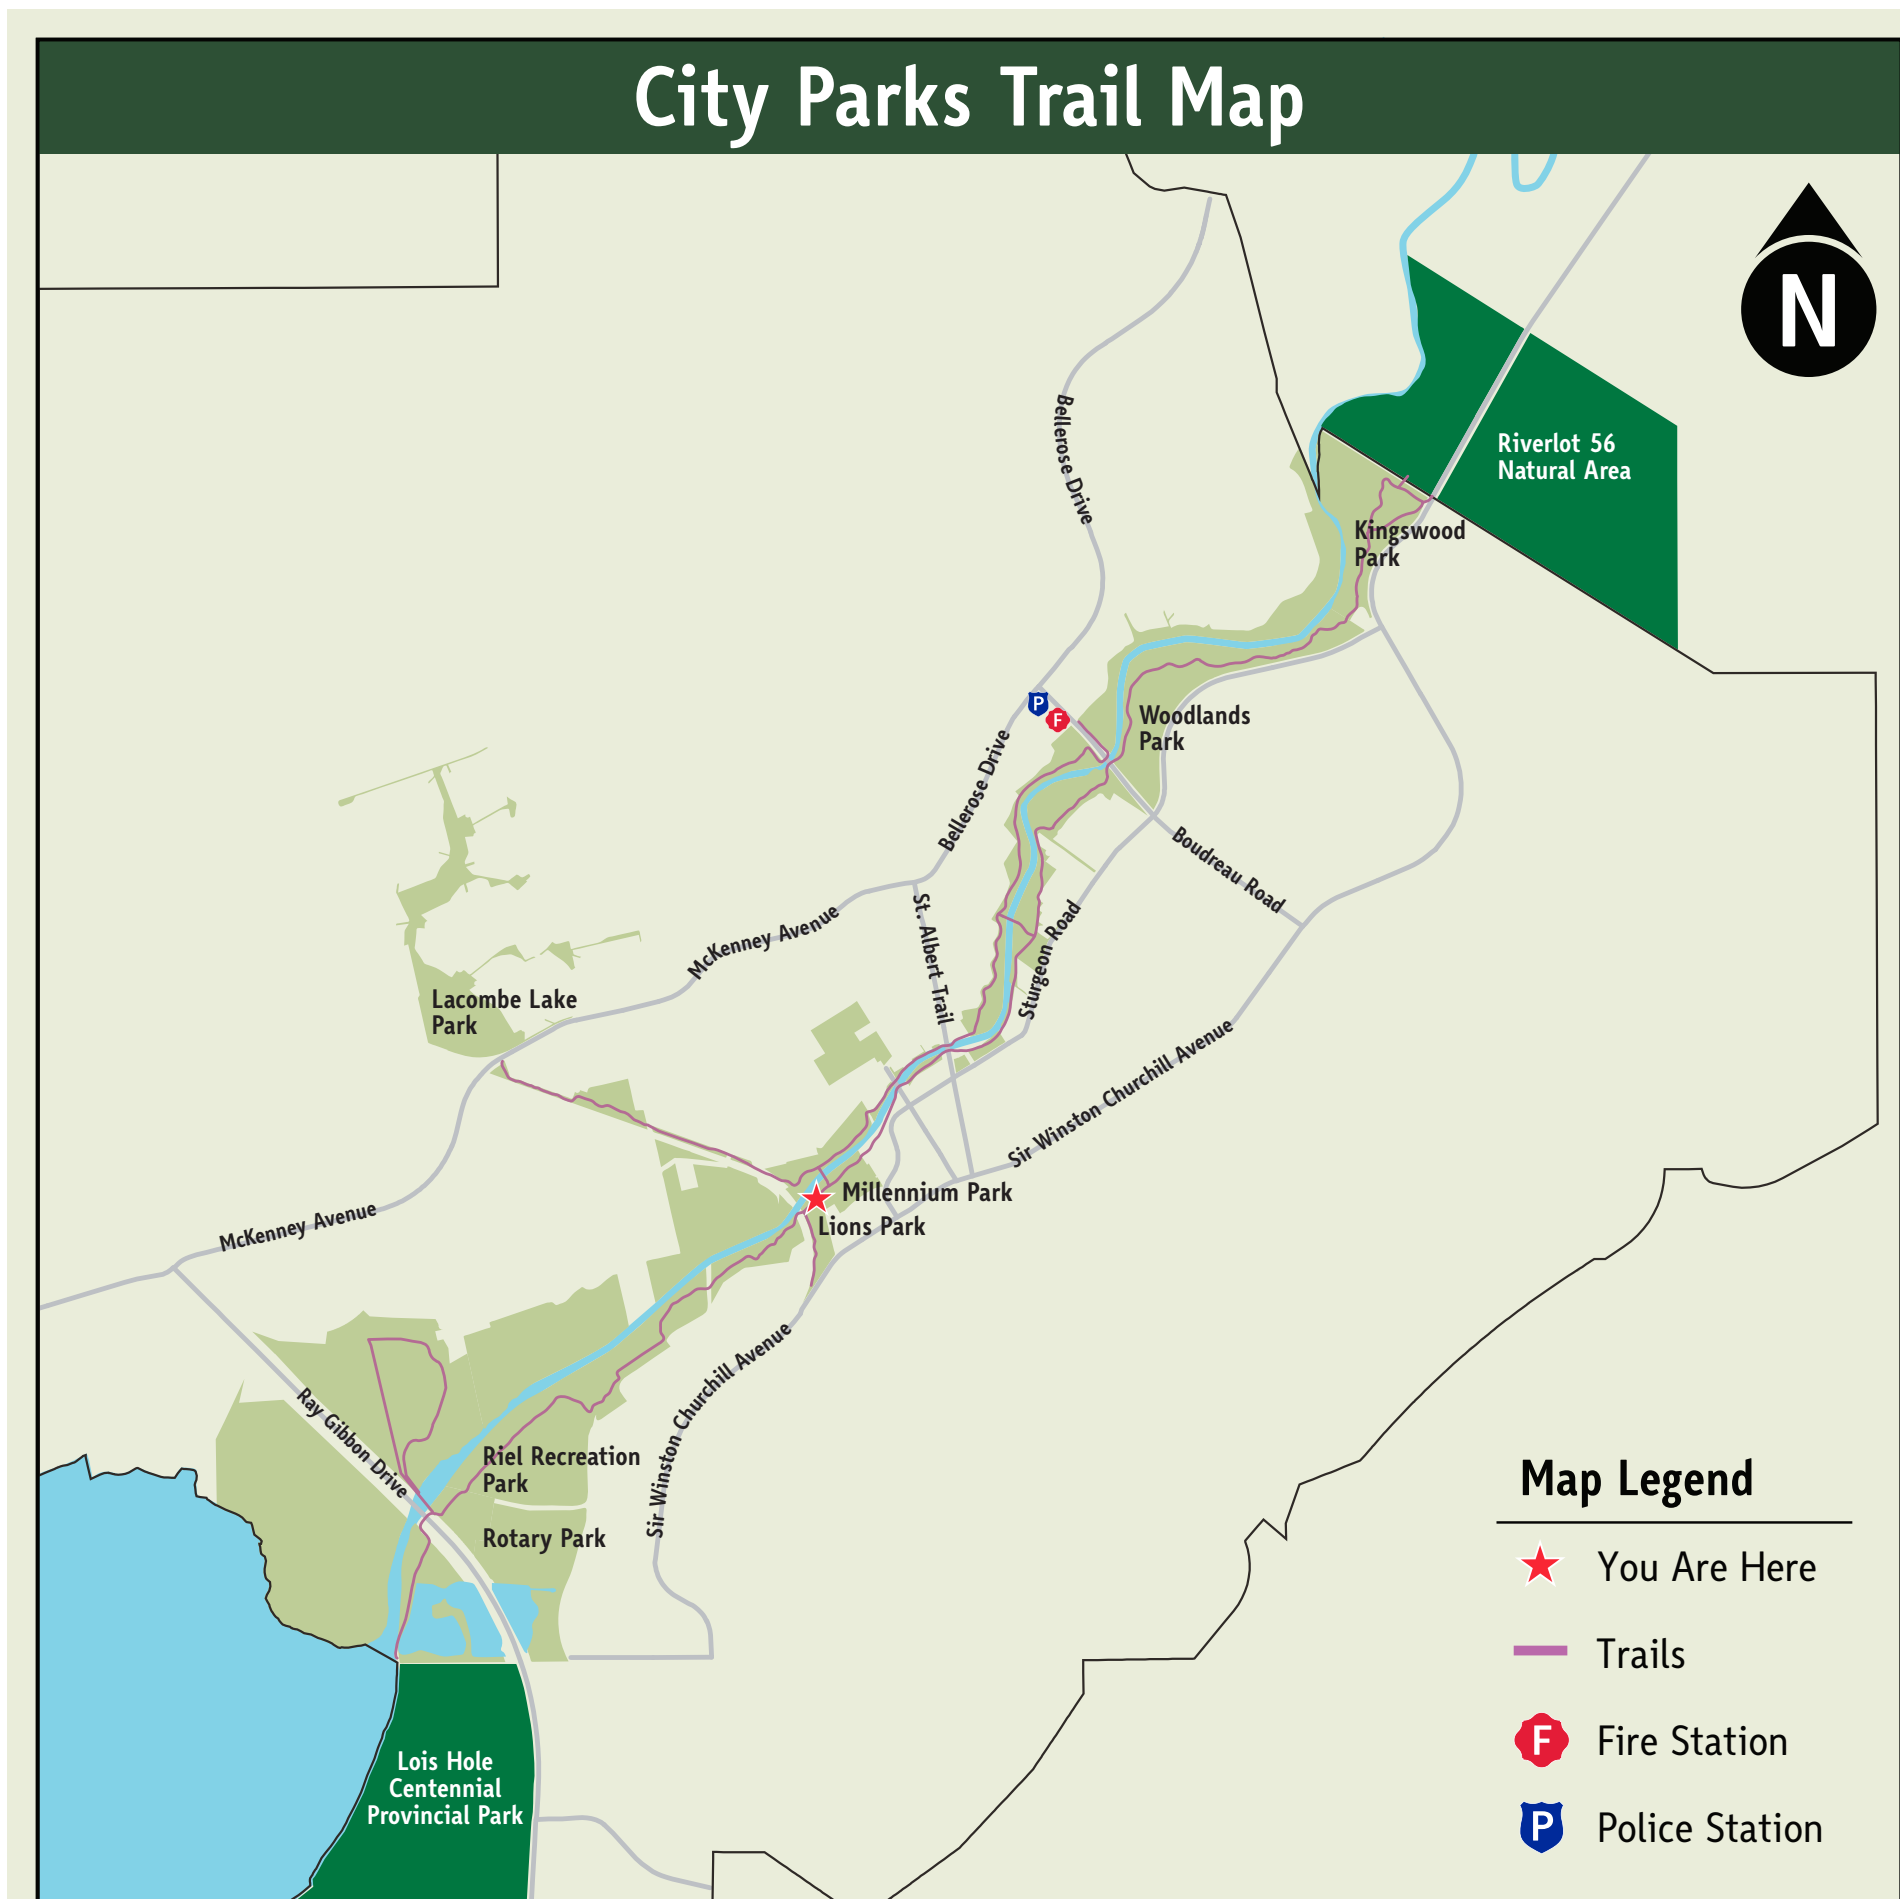 City Parks Trail Map
N
Riverlot 56
Natural Area
Bellerose Drive
Kingswood
Park
P
F
Woodlands
Park
Bellerose Drive
Boudreau Road
McKenney Avenue
St. Albert Trail
Sturgeon Road
Lacombe Lake
Park
Sir Winston Churchill Avenue
Millennium Park
Lions Park
McKenney Avenue
Sir Winston Churchill Avenue
Ray Gibbon Drive
Riel Recreation
Park
Rotary Park
Lois Hole
Centennial
Provincial Park
Map Legend
You Are Here
Trails
F Fire Station
P Police Station